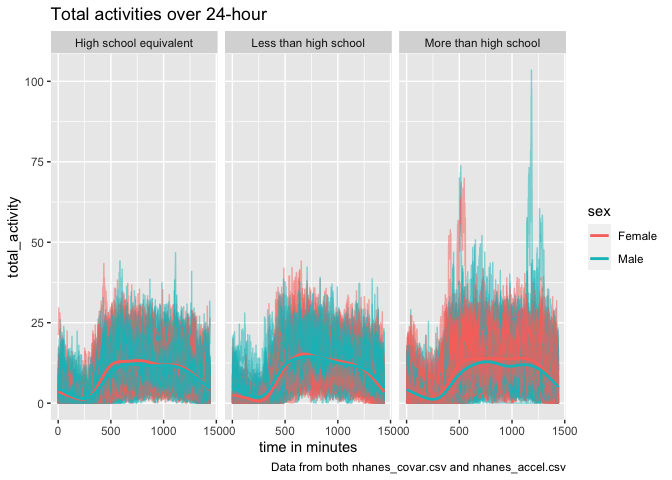 Total activities over 24-hour
High school equivalent
Less than high school
More than high school
100
75
50
25
0
total_activity
0 500 1000 1500
0 500 1000 1500
0 500 1000 1500
time in minutes
sex
Female
Male
Data from both nhanes_covar.csv and nhanes_accel.csv